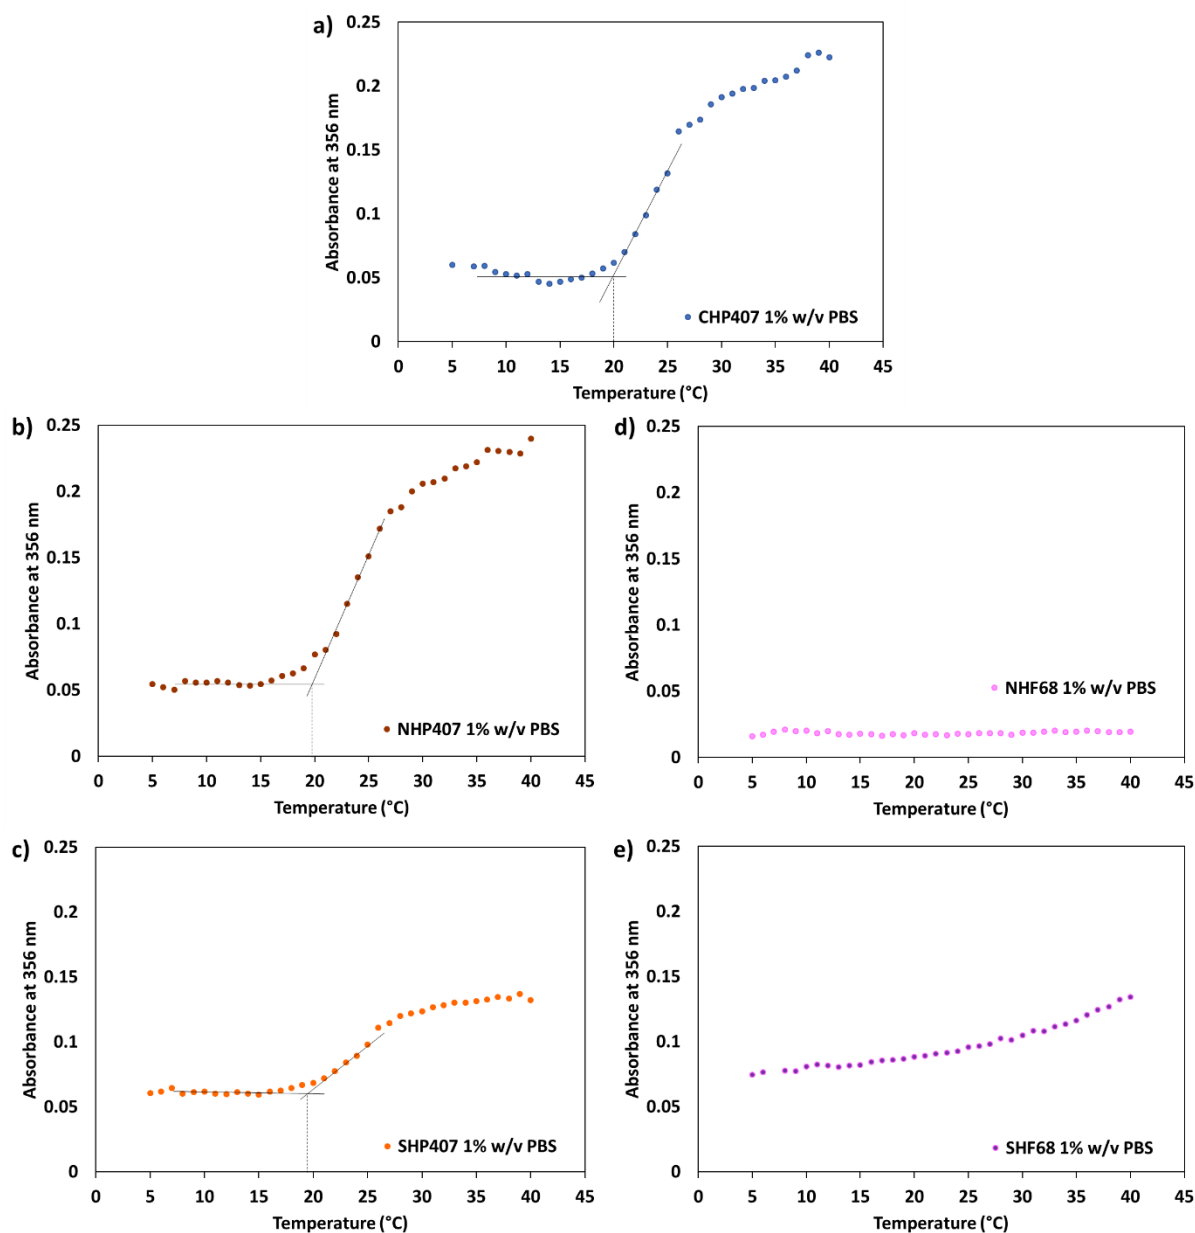 a)
0.25
0.2
0.15
0.1
0.05
0
Absorbance at 356 nm
CHP407 1% w/v PBS
0 5 10 15 20 25 30 35 40 45
Temperature (°C)
b)
0.25
0.2
0.15
0.1
0.05
0
Absorbance at 356 nm
NHP407 1% w/v PBS
0 5 10 15 20 25 30 35 40 45
Temperature (°C)
d)
0.25
0.2
0.15
0.1
0.05
0
Absorbance at 356 nm
NHF68 1% w/v PBS
0 5 10 15 20 25 30 35 40 45
Temperature (°C)
c)
0.25
0.2
0.15
0.1
0.05
0
Absorbance at 356 nm
SHP407 1% w/v PBS
0 5 10 15 20 25 30 35 40 45
Temperature (°C)
e)
0.25
0.2
0.15
0.1
0.05
0
Absorbance at 356 nm
SHF68 1% w/v PBS
0 5 10 15 20 25 30 35 40 45
Temperature (°C)